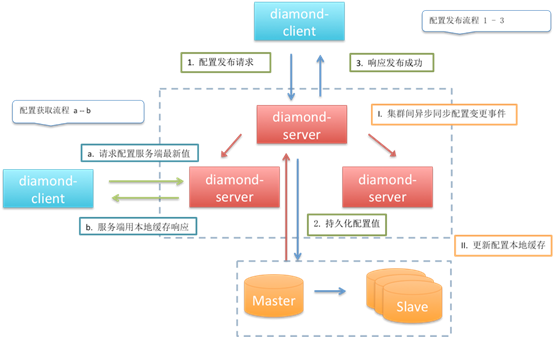 diamond-
client
配置发布流程 1 - 3
1. 配置发布请求
3. 响应发布成功
配置获取流程 a -- b
diamond-
server
I. 集群间异步同步配置变更事件
a. 请求配置服务端最新值
diamond-
client
diamond-
server
diamond-
server
b. 服务端用本地缓存响应
2. 持久化配置值
II. 更新配置本地缓存
Master
Slave